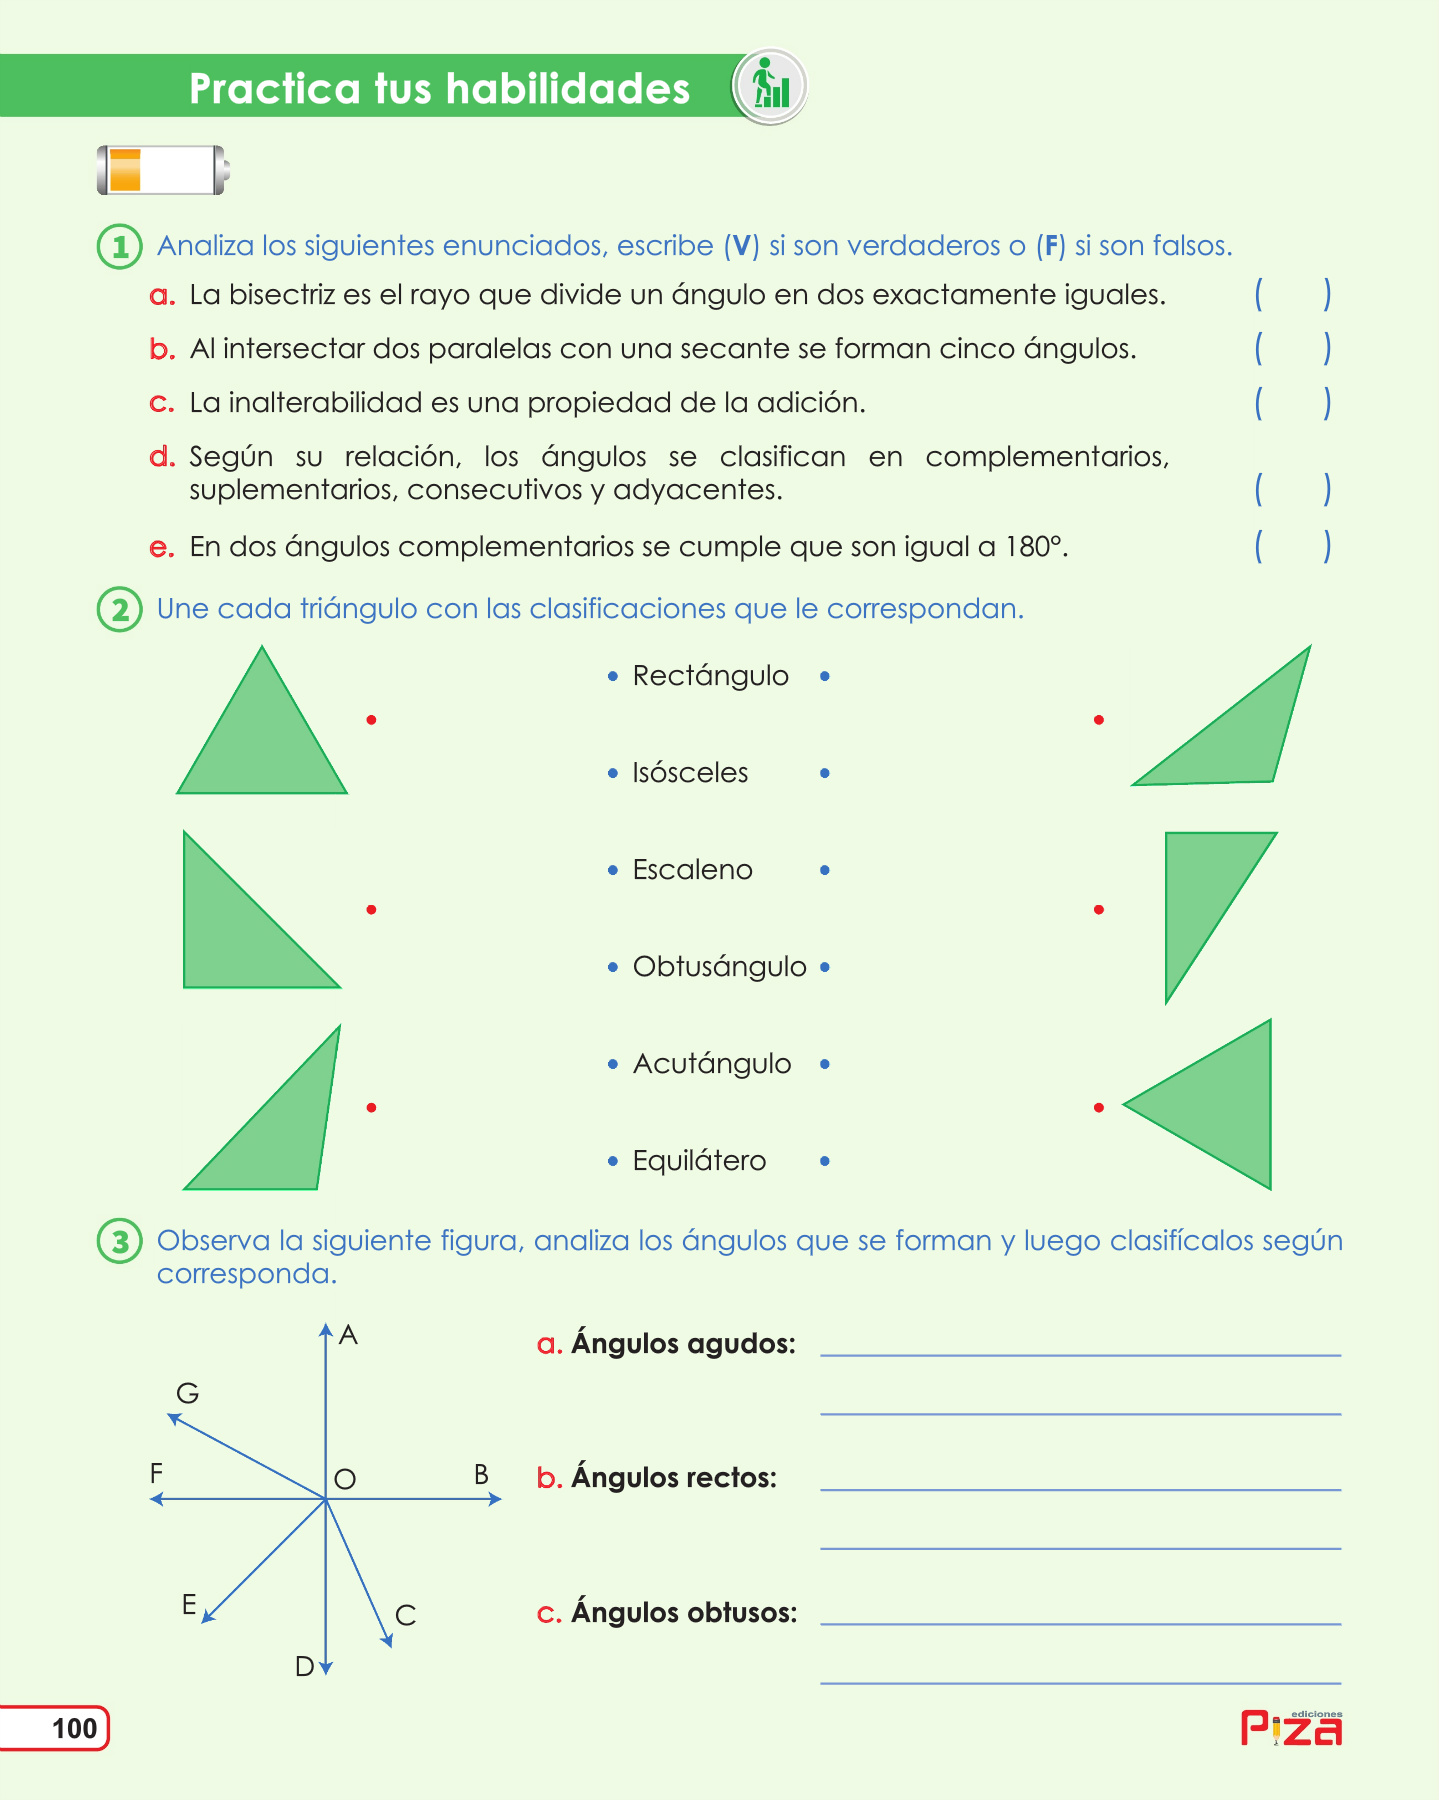 Practica tus habilidades
1 Analiza los siguientes enunciados, escribe (V) si son verdaderos o (F) si son falsos.
a. La bisectriz es el rayo que divide un ángulo en dos exactamente iguales. ( )
b. Al intersectar dos paralelas con una secante se forman cinco ángulos. ( )
c. La inalterabilidad es una propiedad de la adición. ( )
d. Según su relación, los ángulos se clasifican en complementarios,
suplementarios, consecutivos y adyacentes. ( )
e. En dos ángulos complementarios se cumple que son igual a 180°. ( )
2 Une cada triángulo con las clasificaciones que le correspondan.
• Rectángulo •
• Isósceles •
• Escaleno •
• Obtusángulo •
• Acutángulo •
• Equilátero •
3 Observa la siguiente figura, analiza los ángulos que se forman y luego clasifícalos según
corresponda.
A
G
F
O
B
E
C
D
a. Ángulos agudos:
b. Ángulos rectos:
c. Ángulos obtusos:
100
ediciones
Piza